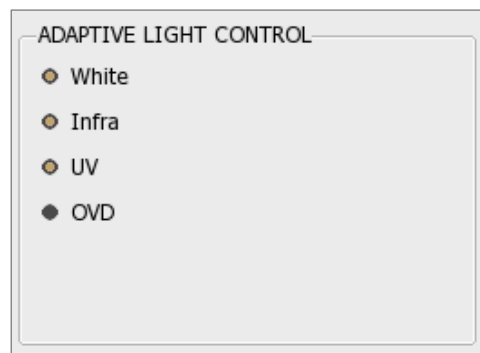 ADAPTIVE LIGHT CONTROL
White
Infra
UV
OVD